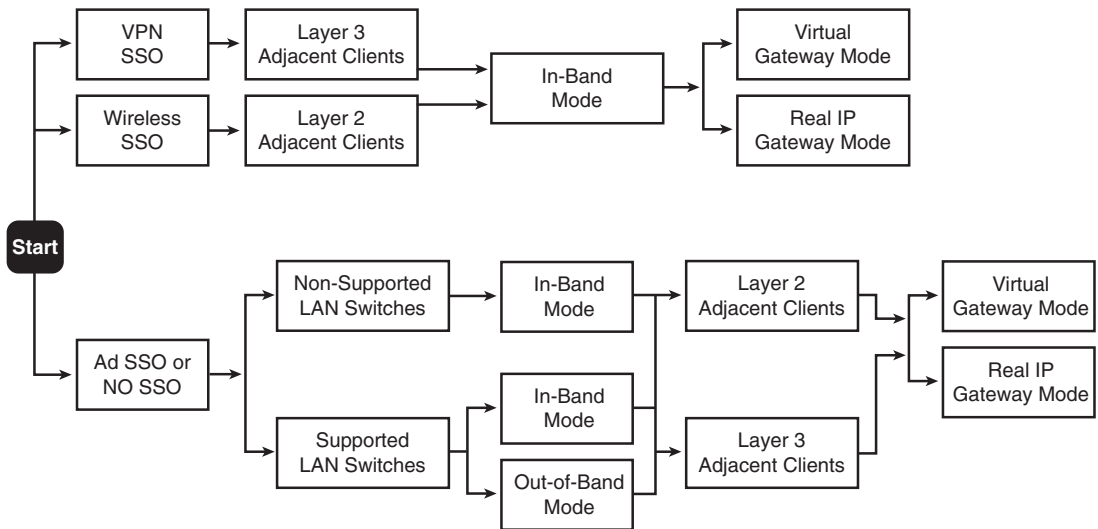 VPN
SSO
Layer 3
Adjacent Clients
In-Band
Mode
Virtual
Gateway Mode
Wireless
SSO
Layer 2
Adjacent Clients
Real IP
Gateway Mode
Start
Ad SSO or
NO SSO
Non-Supported
LAN Switches
In-Band
Mode
Layer 2
Adjacent Clients
Virtual
Gateway Mode
Real IP
Gateway Mode
In-Band
Mode
Supported
LAN Switches
Layer 3
Adjacent Clients
Out-of-Band
Mode